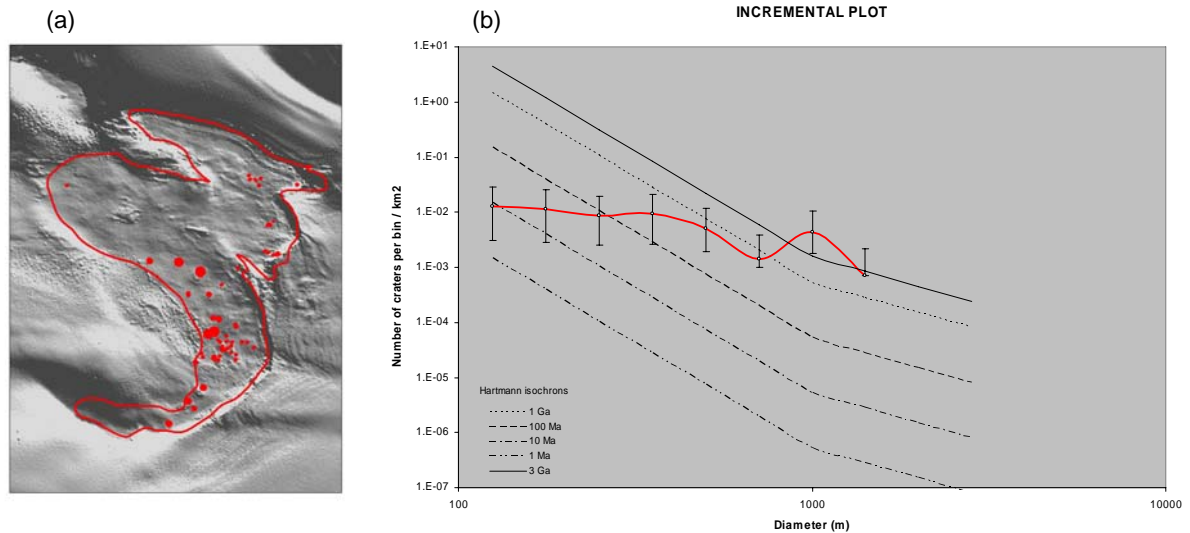 (a)
(b)
INCREMENTAL PLOT
Number of craters per bin / km2
1.E+01
1.E+00
1.E-01
1.E-02
1.E-03
1.E-04
1.E-05
1.E-06
1.E-07
Hartmann isochrons
1 Ga
100 Ma
10 Ma
1 Ma
3 Ga
100
1000
10000
Diameter (m)